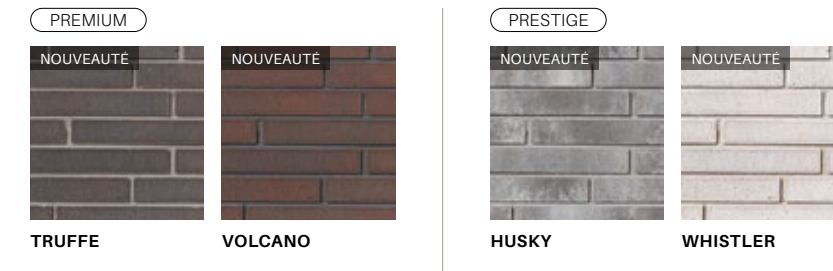 PREMIUM
NOUVEAUTÉ
NOUVEAUTÉ
TRUFFE
VOLCANO
PRESTIGE
NOUVEAUTÉ
NOUVEAUTÉ
HUSKY
WHISTLER